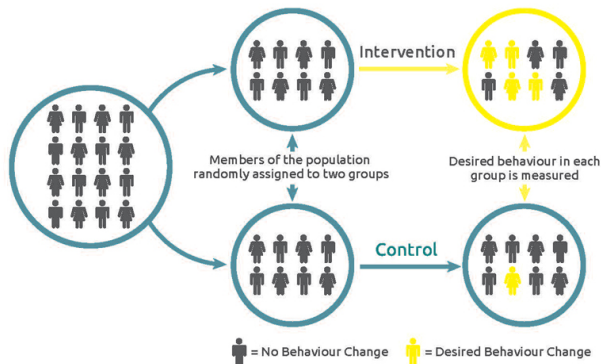 Intervention
Members of the population
randomly assigned to two groups
Desired behaviour in each
group is measured
Control
= No Behaviour Change
= Desired Behaviour Change